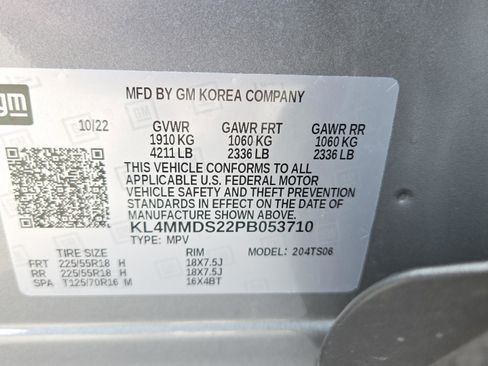 gm
MFD BY GM KOREA COMPANY
10/22 GVWR GAWR FRT GAWR RR
1910 KG 1060 KG 1060 KG
4211 LB 2336 LB 2336 LB
THIS VEHICLE CONFORMS TO ALL
APPLICABLE U.S. FEDERAL MOTOR
VEHICLE SAFETY AND THEFT PREVENTION
STANDARDS IN EFFECT ON THE DATE OF
MANUFACTURE SHOWN ABOVE.
KL4MMDS22PB053710
TYPE: MPV MODEL: 204TS06
TIRE SIZE RIM
FRT 225/55R18 H 18X7.5J
RR 225/55R18 H 18X7.5J
SPA T125/70R16 M 16X4BT